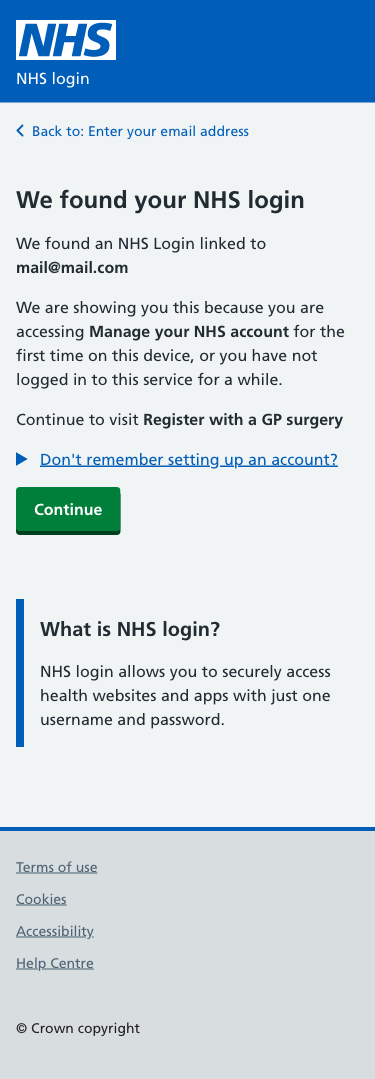 NHS
NHS login
Back to: Enter your email address
We found your NHS login
We found an NHS Login linked to
mail@mail.com
We are showing you this because you are
accessing Manage your NHS account for the
first time on this device, or you have not
logged in to this service for a while.
Continue to visit Register with a GP surgery
Don't remember setting up an account?
Continue
What is NHS login?
NHS login allows you to securely access
health websites and apps with just one
username and password.
Terms of use
Cookies
Accessibility
Help Centre
© Crown copyright